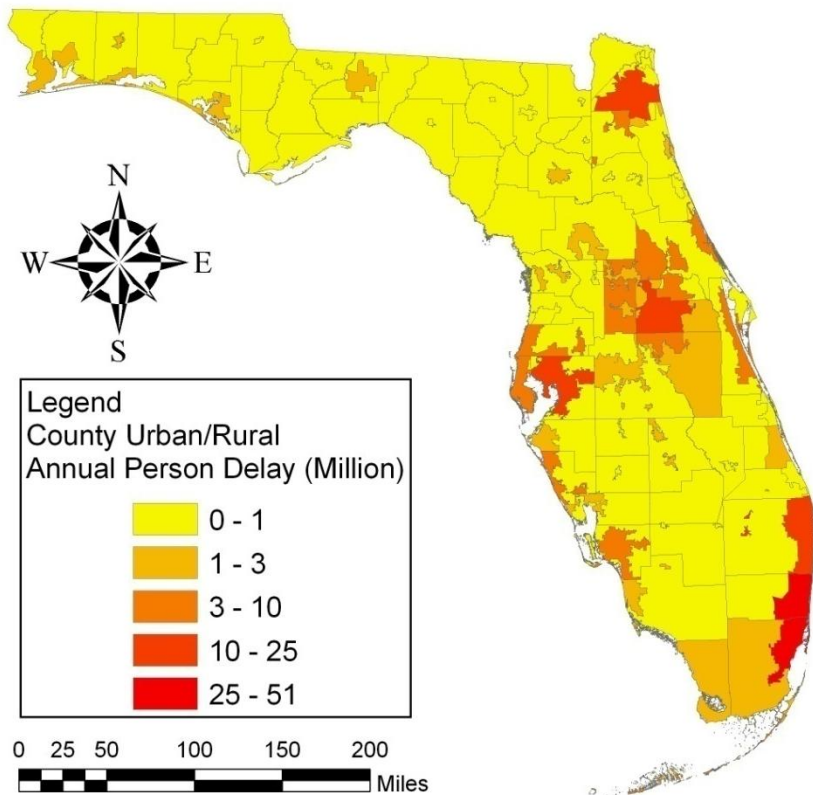 N
W E
S
Legend
County Urban/Rural
Annual Person Delay (Million)
0 - 1
1 - 3
3 - 10
10 - 25
25 - 51
0 25 50 100 150 200
Miles